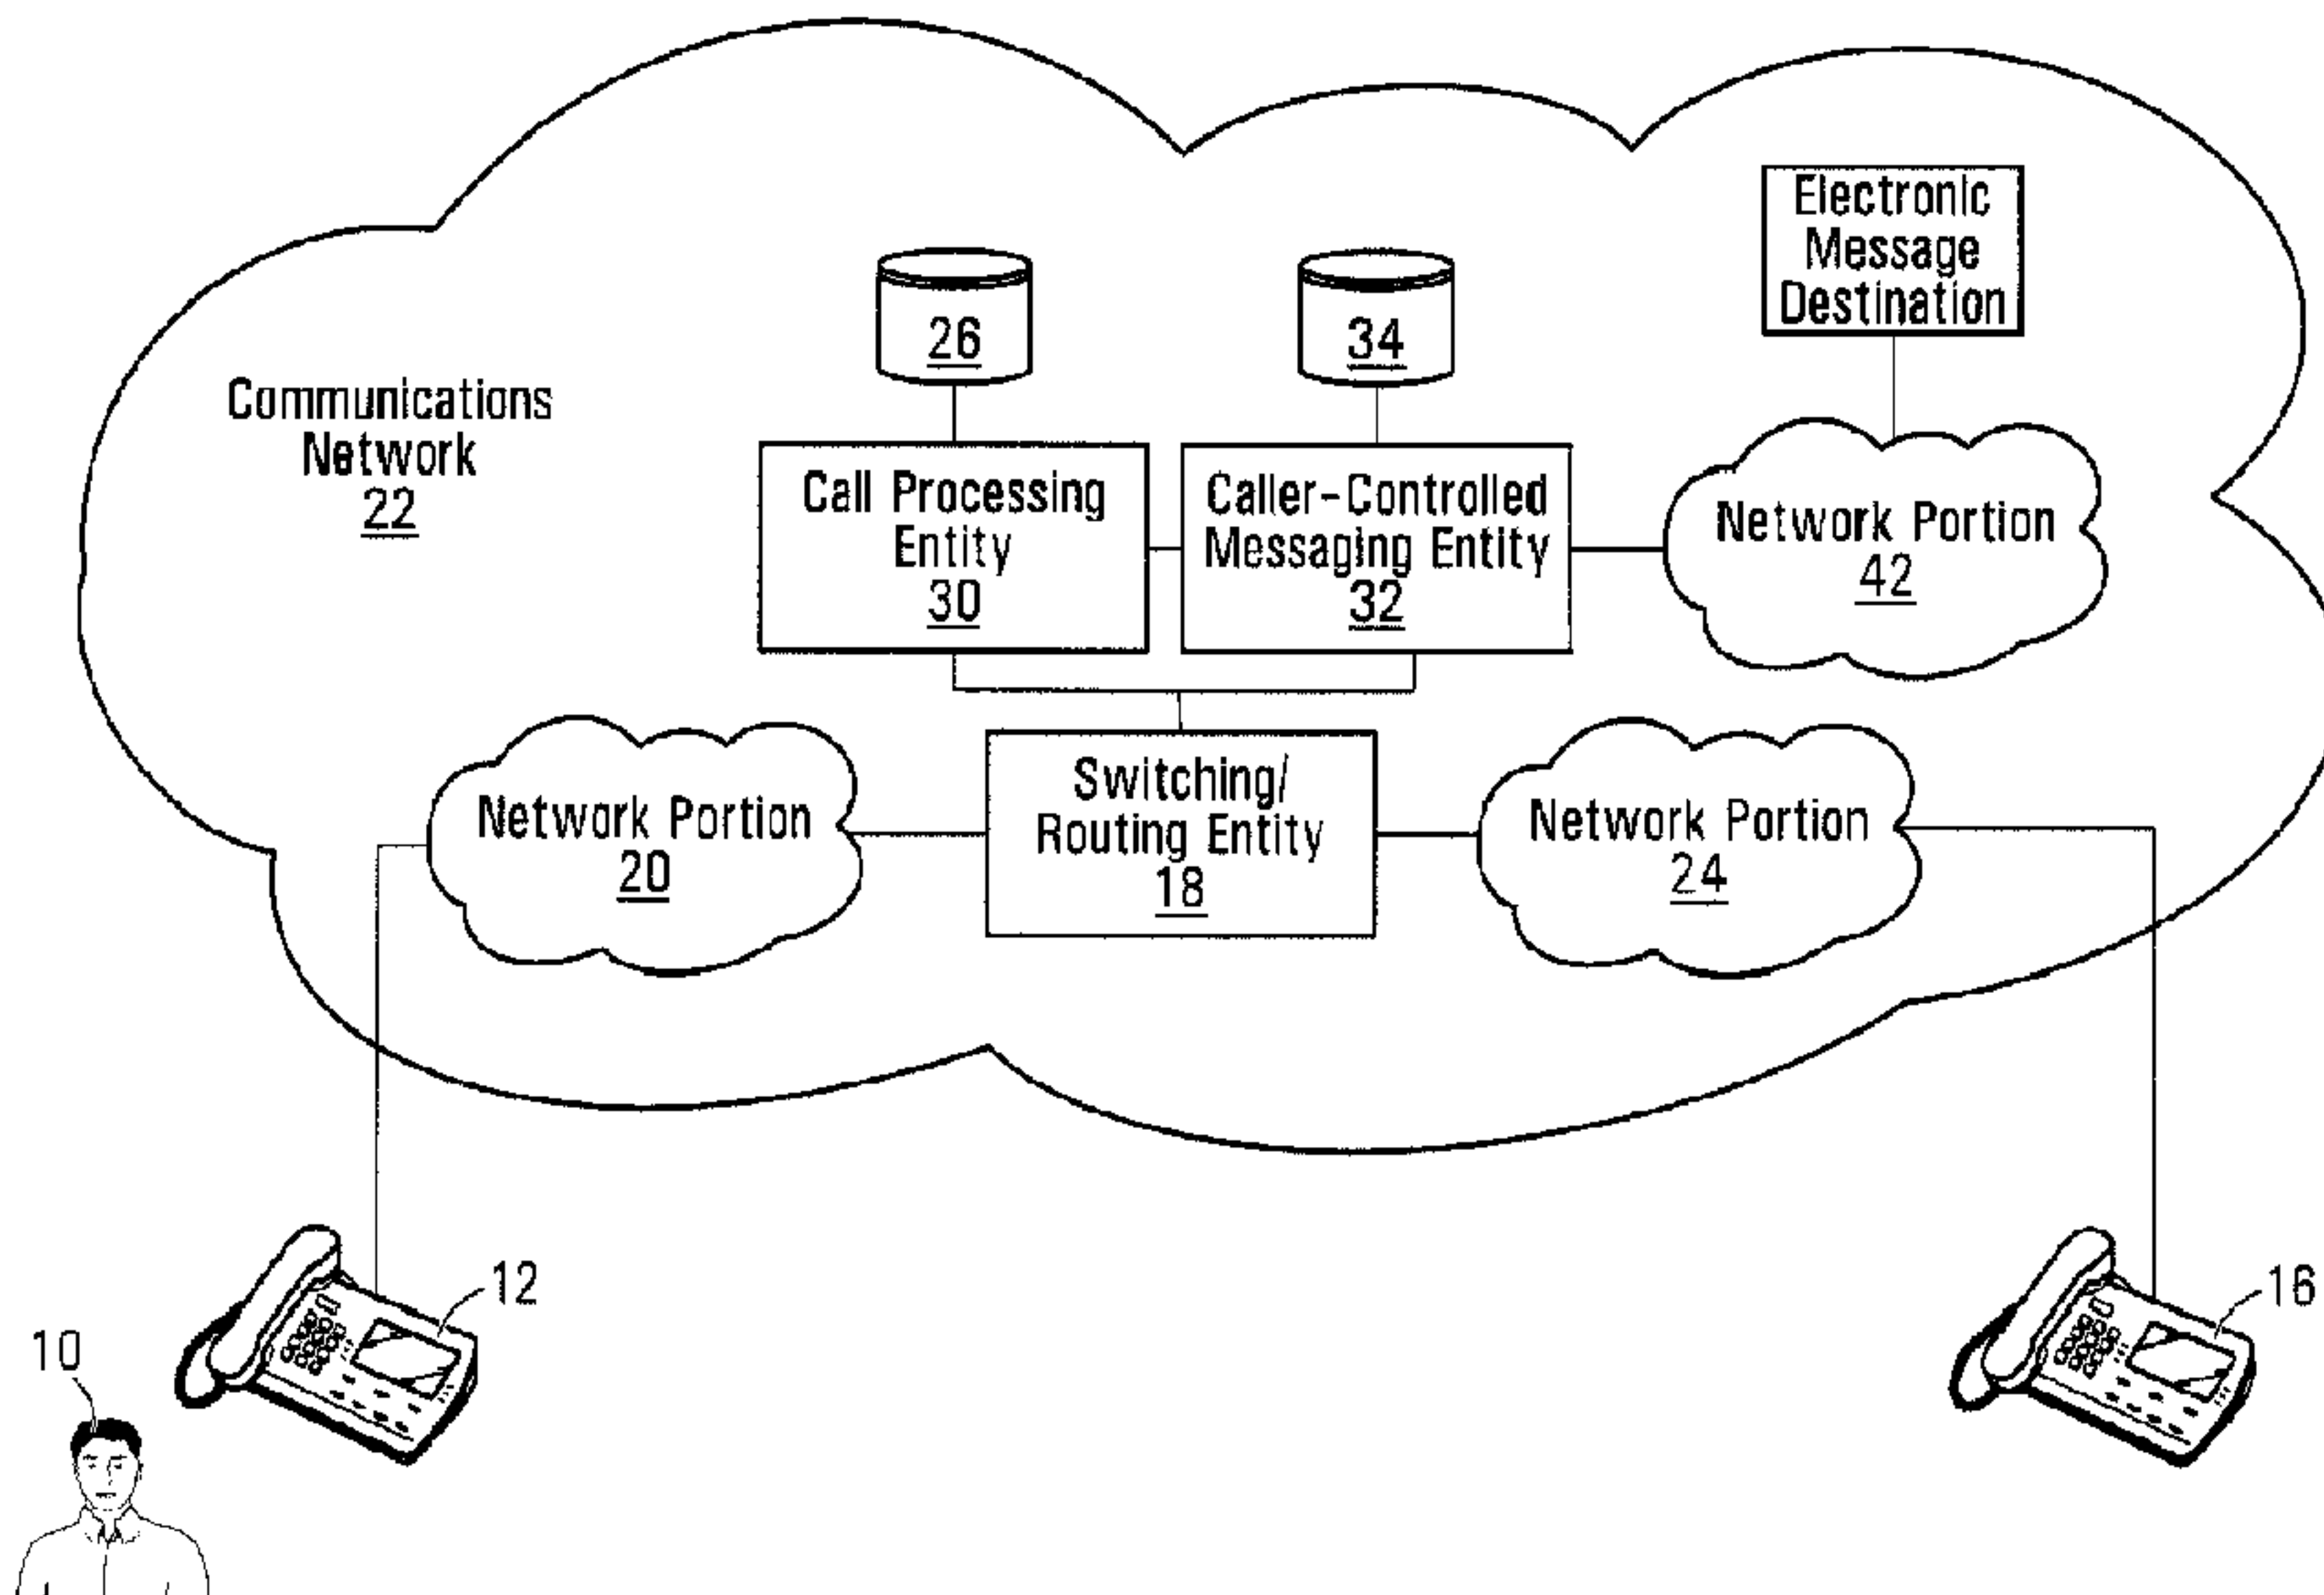 Electronic
Message
Destination
26
34
Communications
Network
22
Call Processing
Entity
30
Caller-Controlled
Messaging Entity
32
Network Portion
42
Network Portion
20
Switching/
Routing Entity
18
Network Portion
24
12
16
10